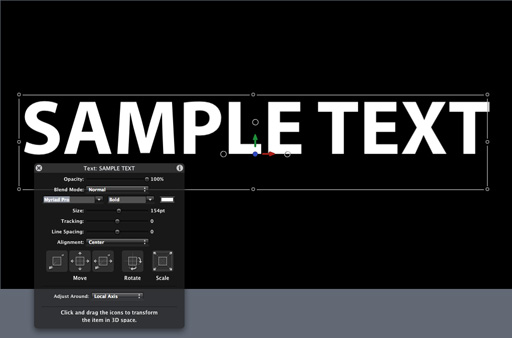 SAMPLE TEXT
Text: SAMPLE TEXT
Opacity: 100%
Blend Mode: Normal
Myriad Pro Bold
Size: 154pt
Tracking: 0
Line Spacing: 0
Alignment: Center
Move Rotate Scale
Adjust Around: Local Axis
Click and drag the icons to transform
the item in 3D space.